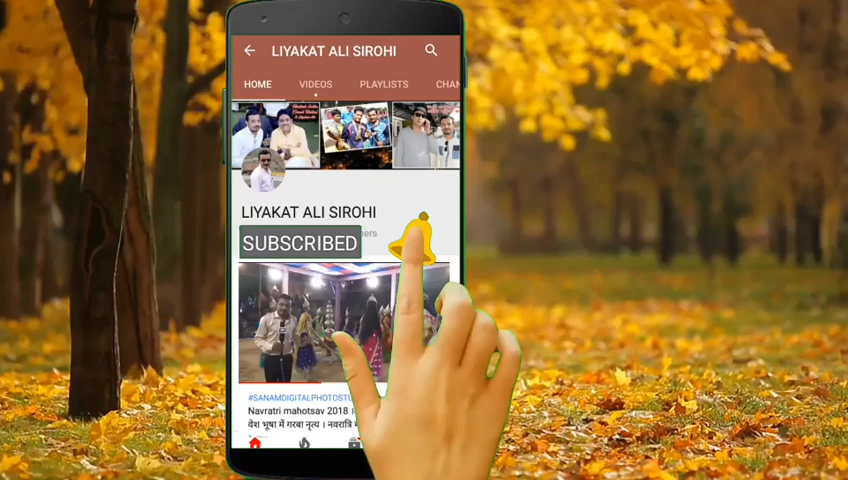 LIYAKAT ALI SIROHI
HOME VIDEOS PLAYLISTS CHAN
LIYAKAT ALI SIROHI
SUBSCRIBED
#SANAMDIGITALPHOTOSTU
Navratri mahotsav 2018 ।
वेश भूषा में गरबा नृत्य । नवरात्रि